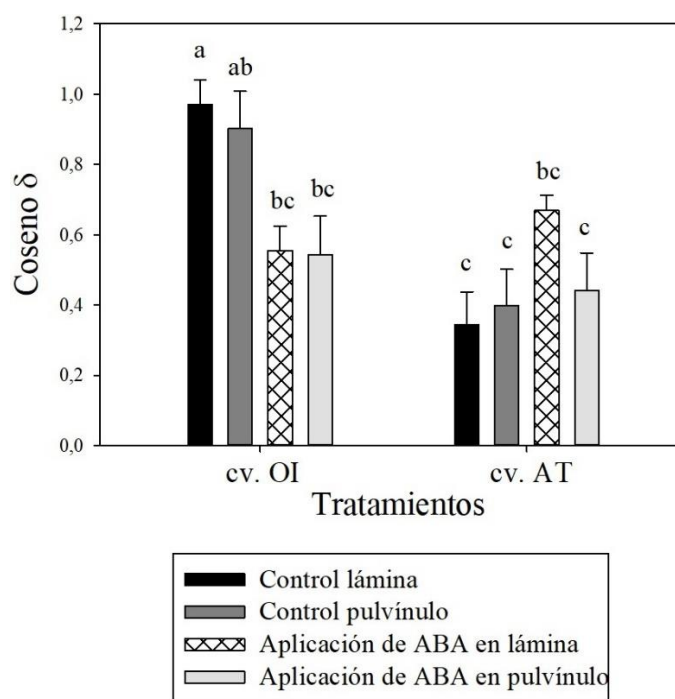 1,2
1,0
0,8
0,6
0,4
0,2
0,0
Coseno δ
a
ab
bc
bc
c
c
bc
c
cv. OI
cv. AT
Tratamientos
Control lámina
Control pulvínulo
Aplicación de ABA en lámina
Aplicación de ABA en pulvínulo